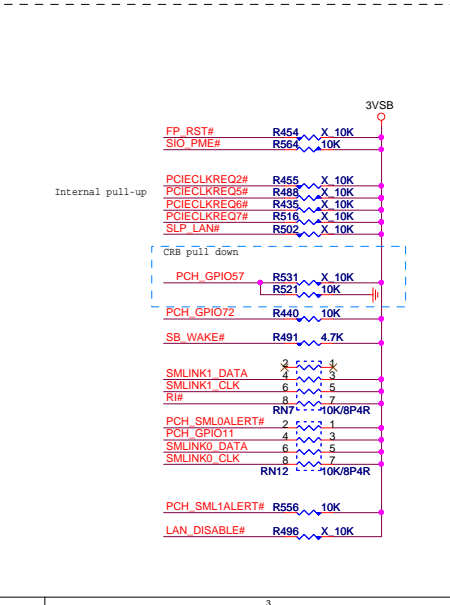 3VSB
FP_RST# R454 X_10K
SIO_PME# R564 10K
PCIECLKREQ2# R455 X_10K
Internal pull-up PCIECLKREQ5# R488 X_10K
PCIECLKREQ6# R435 X_10K
PCIECLKREQ7# R516 X_10K
SLP_LAN# R502 X_10K
CRB pull down
PCH_GPIO57 R531 X_10K
R521 10K
PCH_GPIO72 R440 10K
SB_WAKE# R491 4.7K
2 1
SMLINK1_DATA 4 3
SMLINK1_CLK 6 5
RI# 8 7
RN7 10K/8P4R
PCH_SML0ALERT# 2 1
PCH_GPIO11 4 3
SMLINK0_DATA 6 5
SMLINK0_CLK 8 7
RN12 10K/8P4R
PCH_SML1ALERT# R556 10K
LAN_DISABLE# R496 X_10K
3